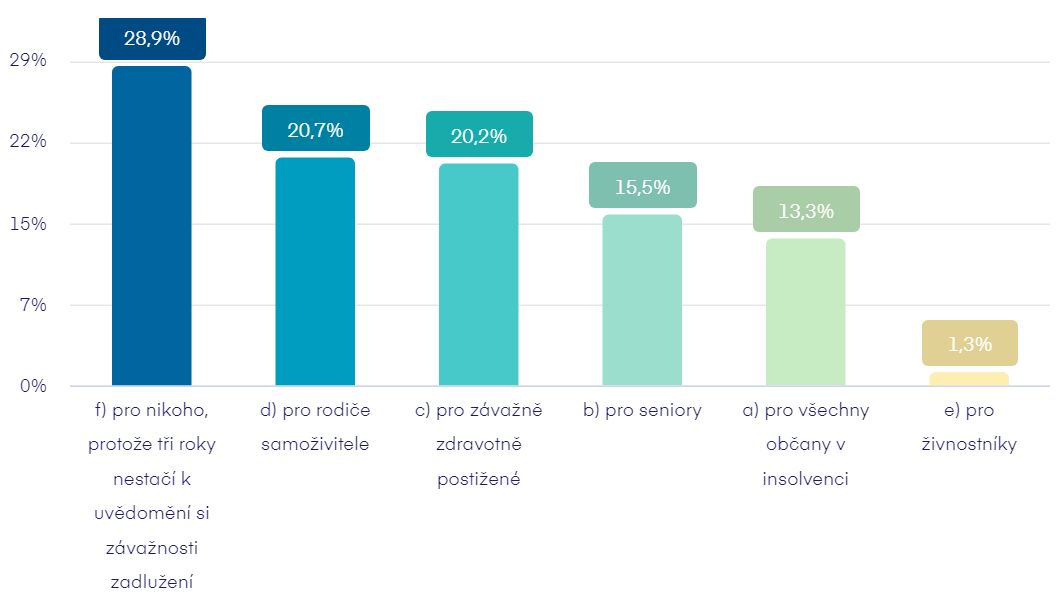 28,9%
29%
20,7%
20,2%
22%
15,5%
13,3%
15%
7%
1,3%
0%
f) pro nikoho,
protože tři roky
nestačí k
uvědomění si
závažnosti
zadlužení
d) pro rodiče
samoživitele
c) pro závažně
zdravotně
postižené
b) pro seniory
a) pro všechny
občany v
insolvenci
e) pro
živnostníky